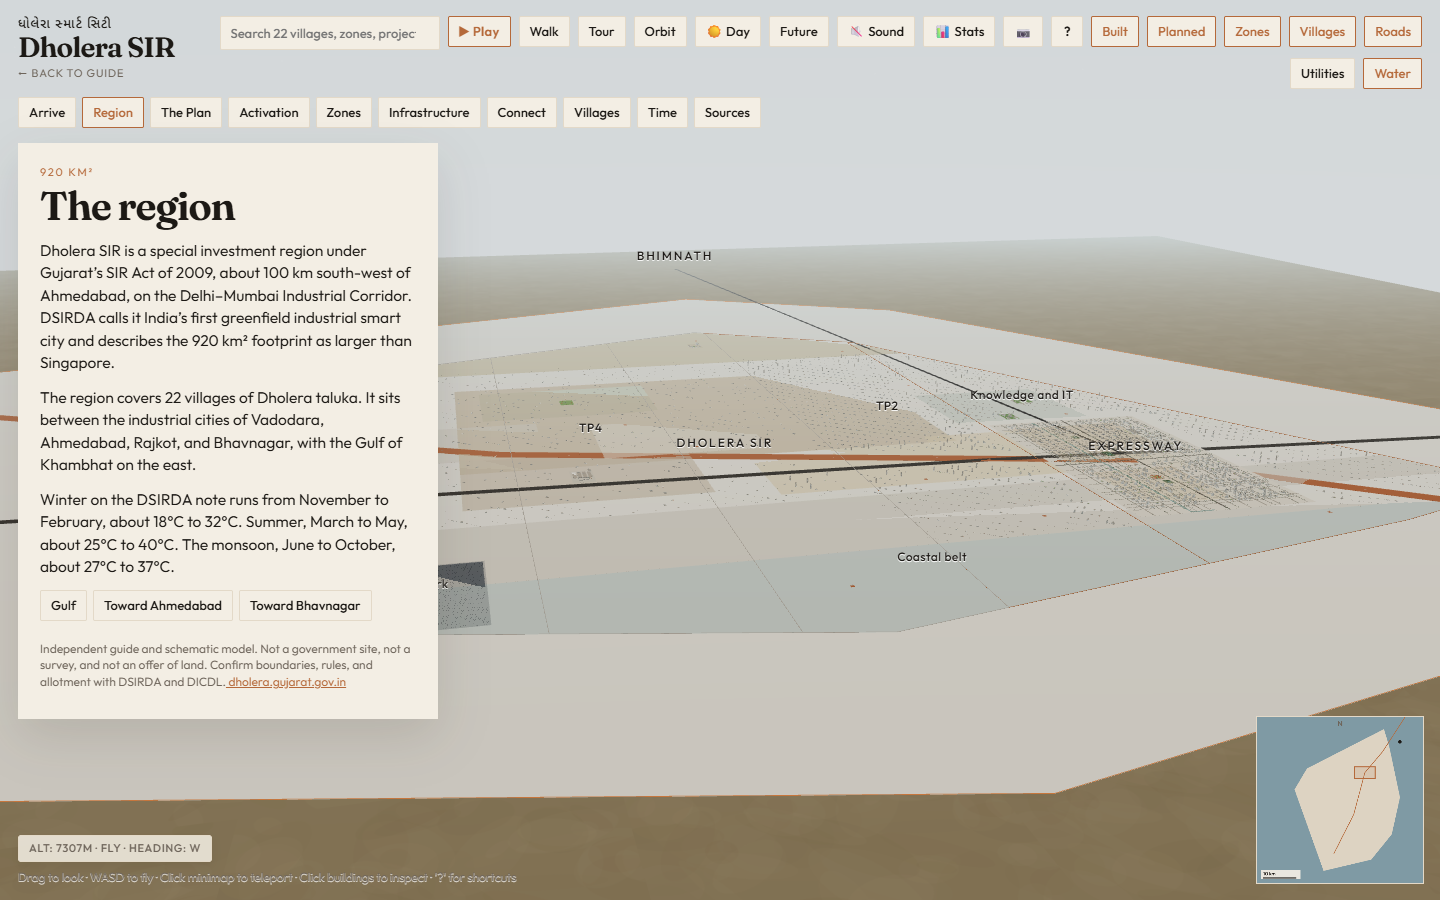 ધોલેરા સ્માર્ટ સિટી
Dholera SIR
← BACK TO GUIDE
Search 22 villages, zones, projec
▶ Play
Walk
Tour
Orbit
Day
Future
Sound
Stats
?
Built
Planned
Zones
Villages
Roads
Utilities
Water
Arrive
Region
The Plan
Activation
Zones
Infrastructure
Connect
Villages
Time
Sources
920 KM²
The region
Dholera SIR is a special investment region under
Gujarat’s SIR Act of 2009, about 100 km south-west of
Ahmedabad, on the Delhi–Mumbai Industrial Corridor.
DSIRDA calls it India’s first greenfield industrial smart
city and describes the 920 km² footprint as larger than
Singapore.
The region covers 22 villages of Dholera taluka. It sits
between the industrial cities of Vadodara,
Ahmedabad, Rajkot, and Bhavnagar, with the Gulf of
Khambhat on the east.
Winter on the DSIRDA note runs from November to
February, about 18°C to 32°C. Summer, March to May,
about 25°C to 40°C. The monsoon, June to October,
about 27°C to 37°C.
Gulf
Toward Ahmedabad
Toward Bhavnagar
Independent guide and schematic model. Not a government site, not a
survey, and not an offer of land. Confirm boundaries, rules, and
allotment with DSIRDA and DICDL. dholera.gujarat.gov.in
BHIMNATH
Knowledge and IT
TP2
TP4
DHOLERA SIR
EXPRESSWAY
Coastal belt
rk
N
10 km
ALT: 7307M · FLY · HEADING: W
Drag to look · WASD to fly · Click minimap to teleport · Click buildings to inspect · '?' for shortcuts